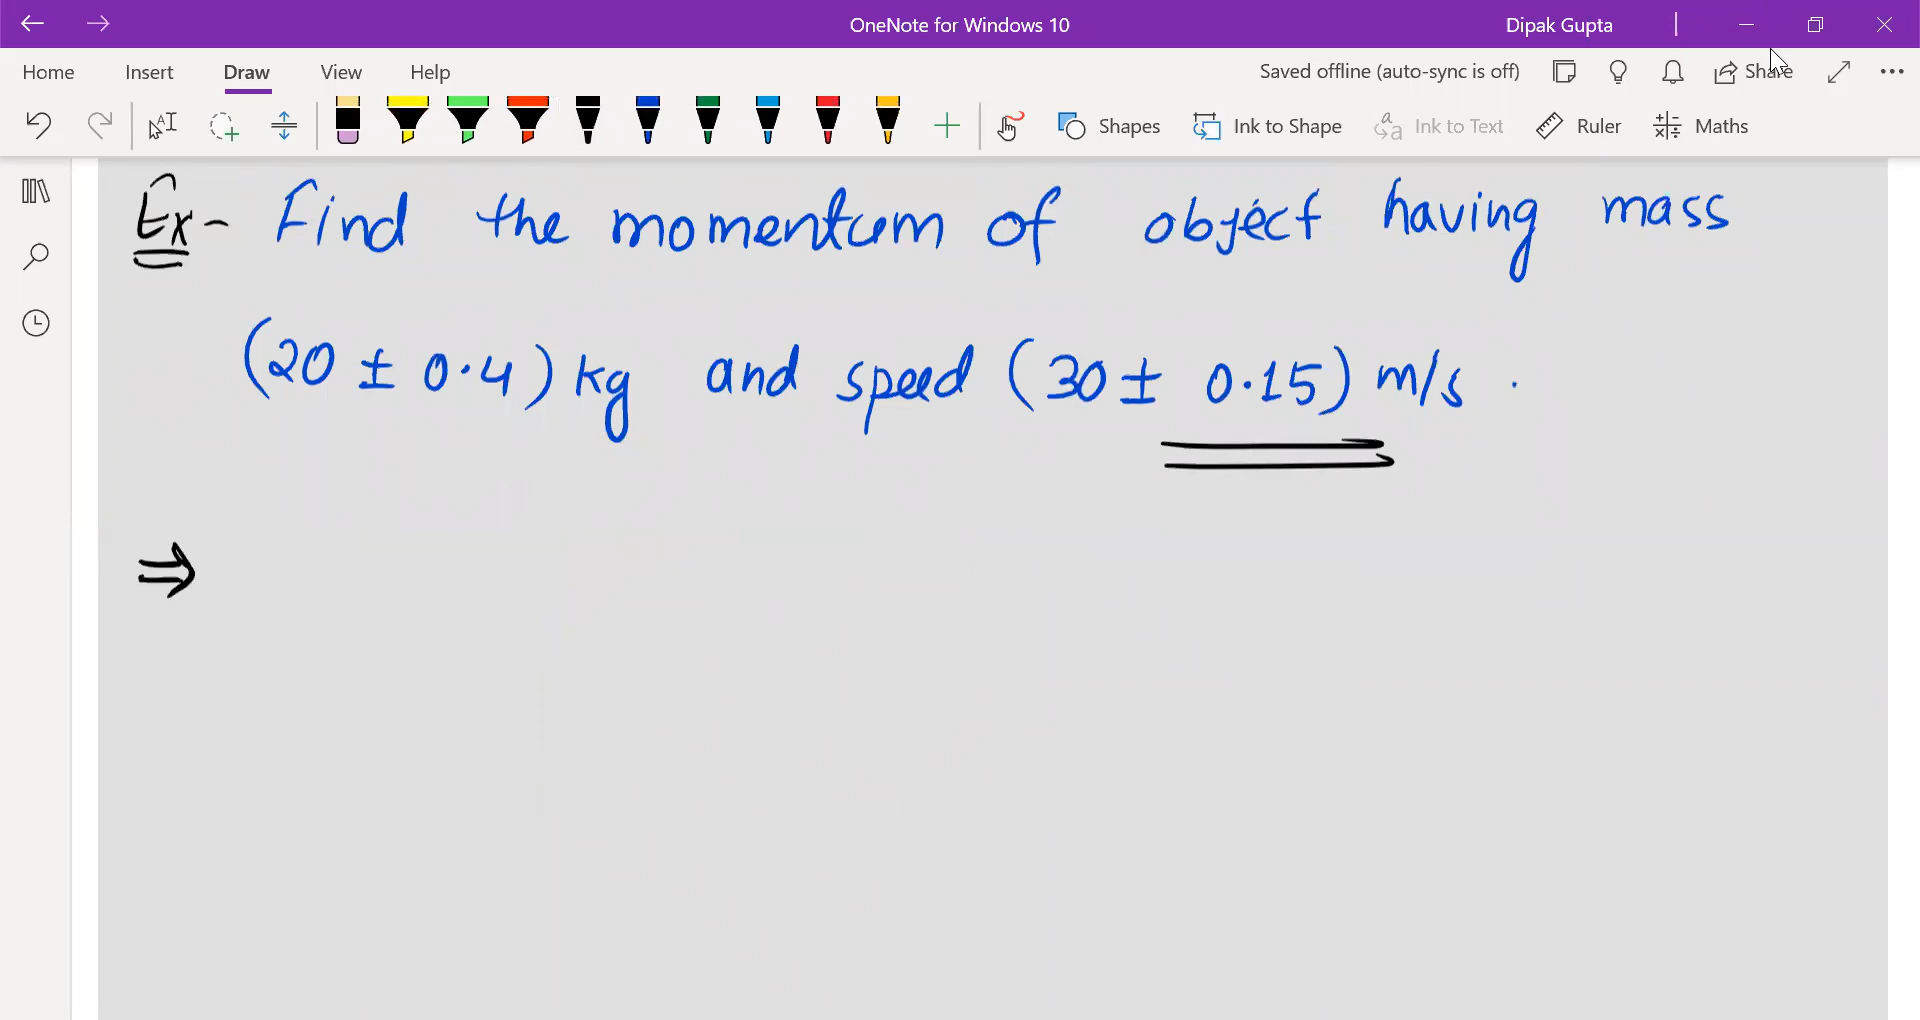 OneNote for Windows 10
Dipak Gupta
Home Insert Draw View Help
Saved offline (auto-sync is off)
Share
Shapes Ink to Shape Ink to Text Ruler Maths
Ex- Find the momentum of object having mass
(20 ± 0.4) kg and speed (30 ± 0.15) m/s .
⇒